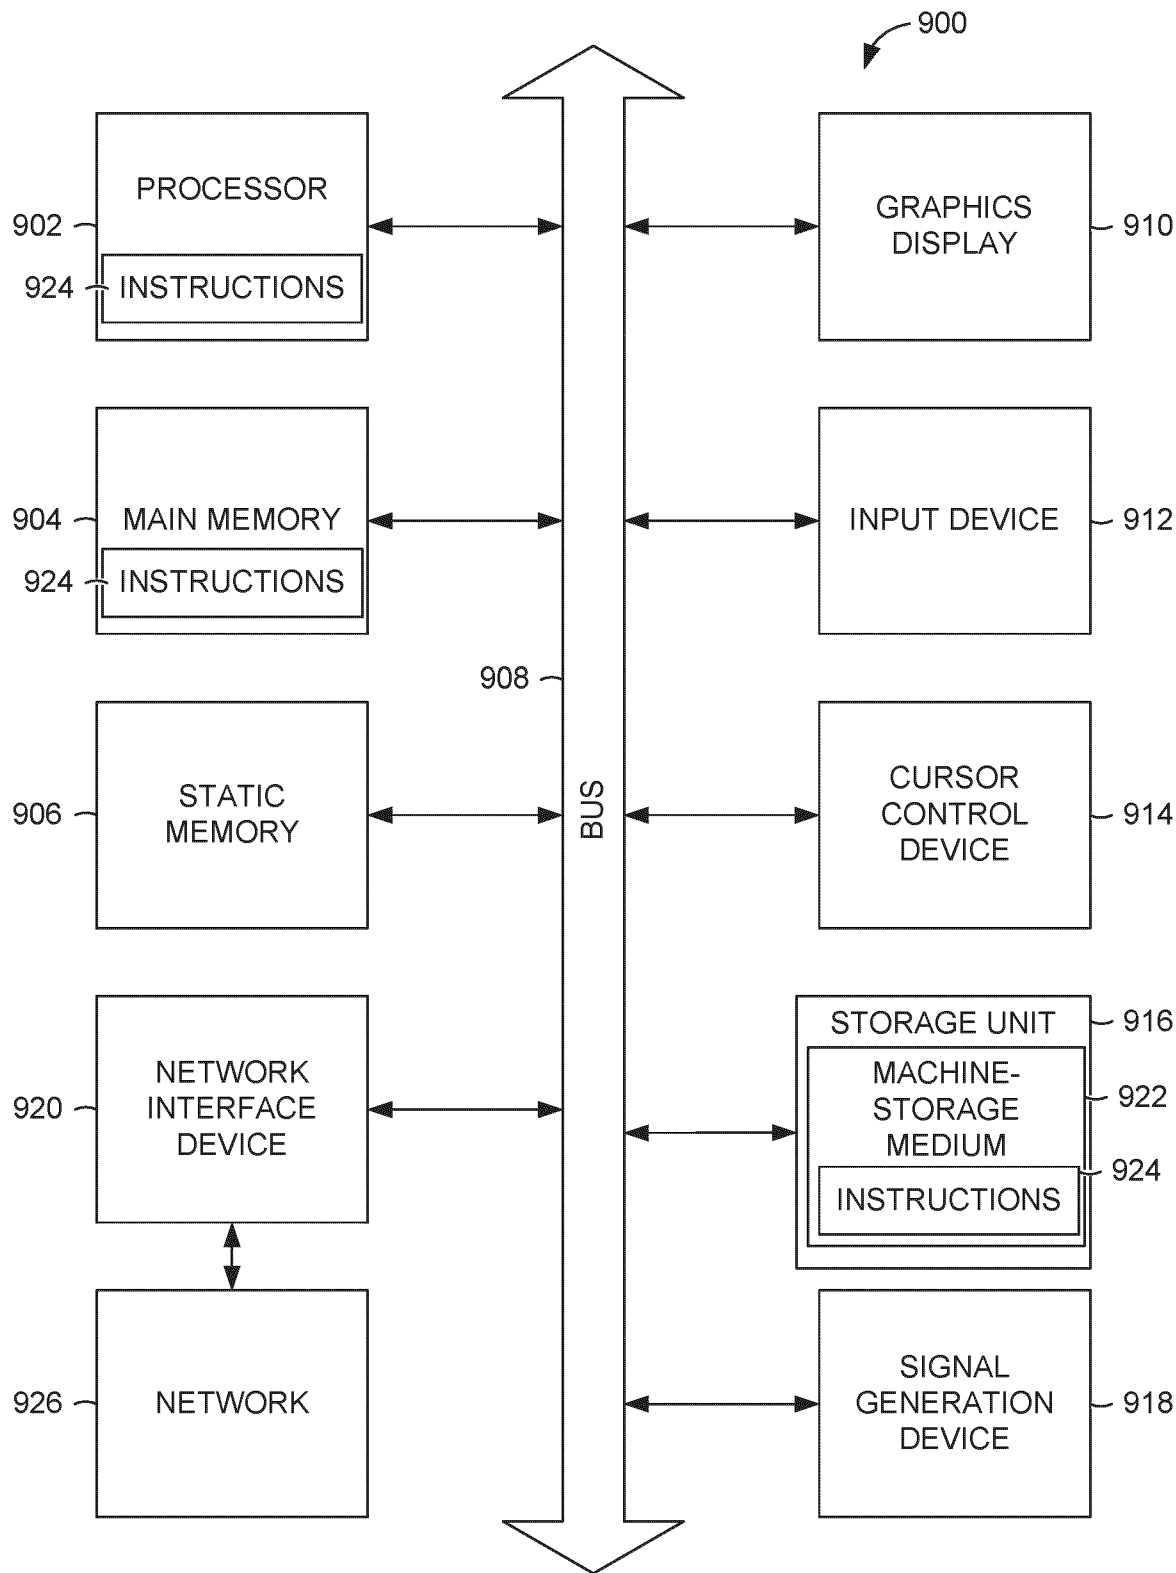 900
PROCESSOR
902
924
INSTRUCTIONS
GRAPHICS
DISPLAY
910
904
MAIN MEMORY
924
INSTRUCTIONS
INPUT DEVICE
912
908
BUS
906
STATIC
MEMORY
CURSOR
CONTROL
DEVICE
914
920
NETWORK
INTERFACE
DEVICE
STORAGE UNIT
916
MACHINE-
STORAGE
MEDIUM
922
924
INSTRUCTIONS
926
NETWORK
SIGNAL
GENERATION
DEVICE
918